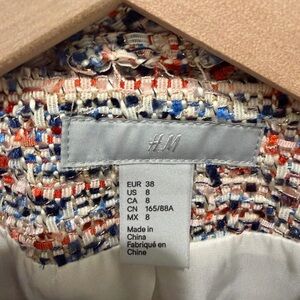 H&M
EUR 38
US 8
CA 8
CN 165/88A
MX 8
Made in
China
Fabriqué en
Chine